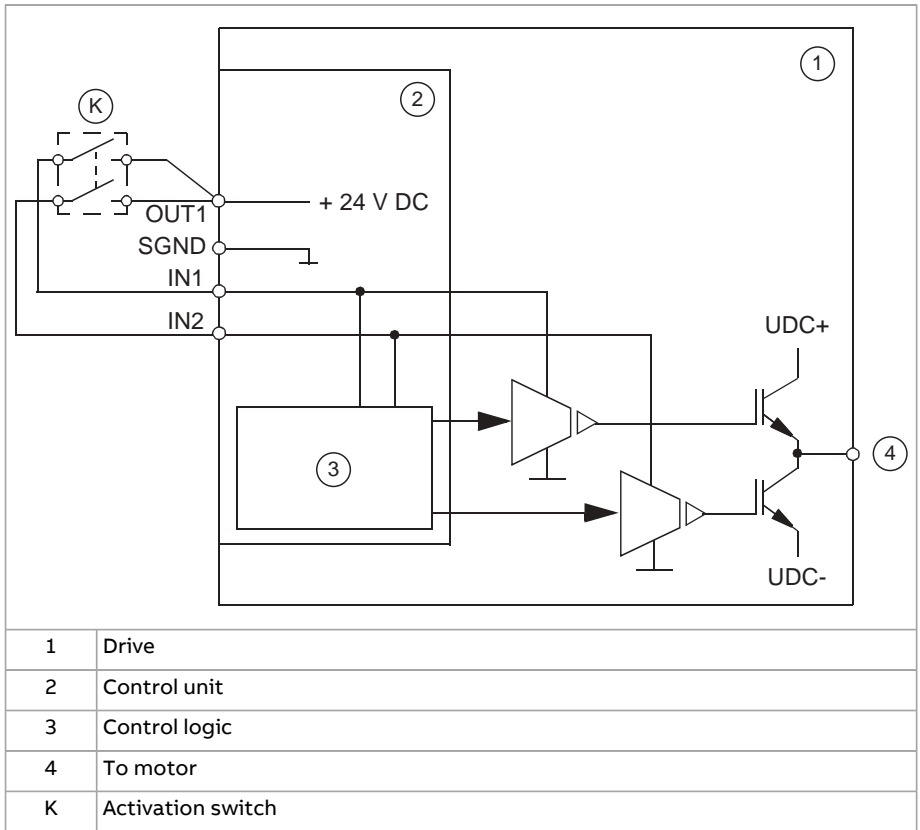 1
2
K
+ 24 V DC
OUT1
SGND
IN1
IN2
UDC+
3
4
UDC-
1 Drive
2 Control unit
3 Control logic
4 To motor
K Activation switch